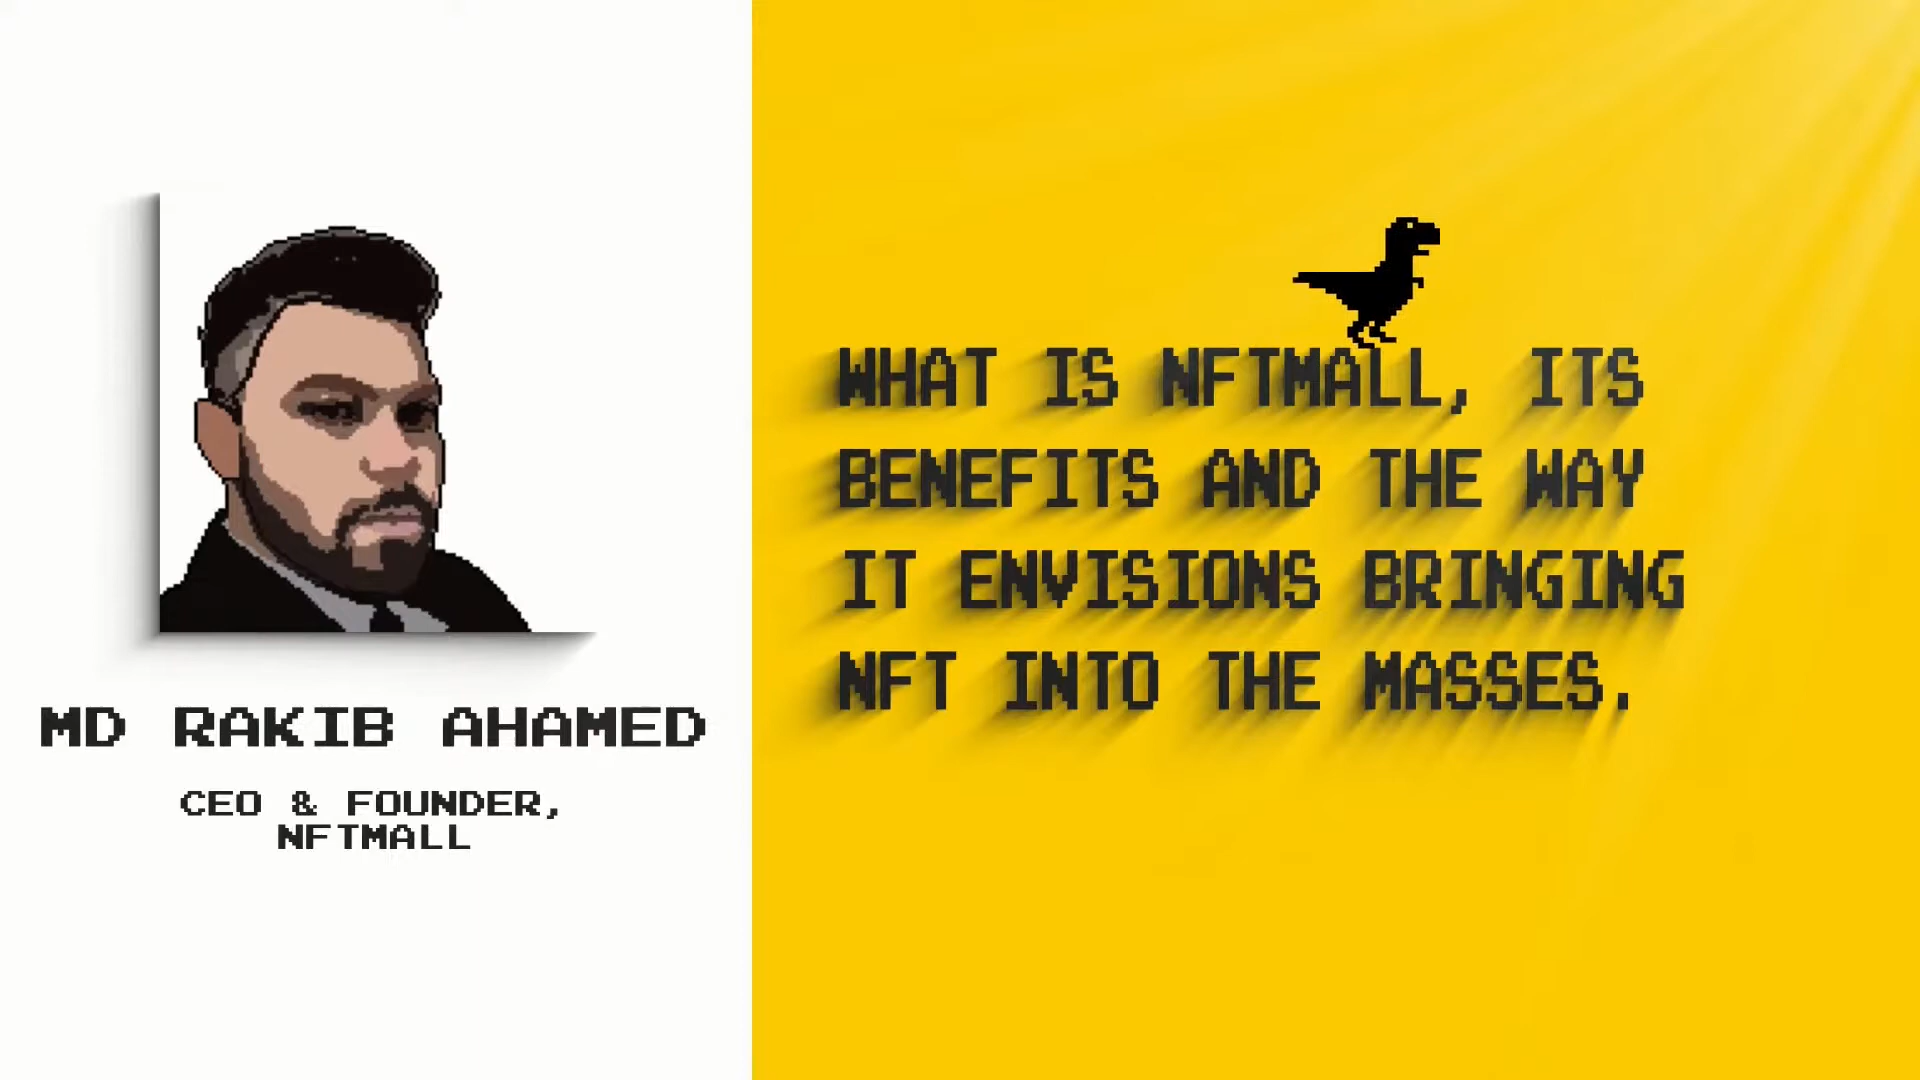 MD RAKIB AHAMED
CEO & FOUNDER,
NFTMALL
WHAT IS NFTMALL, ITS
BENEFITS AND THE WAY
IT ENVISIONS BRINGING
NFT INTO THE MASSES.